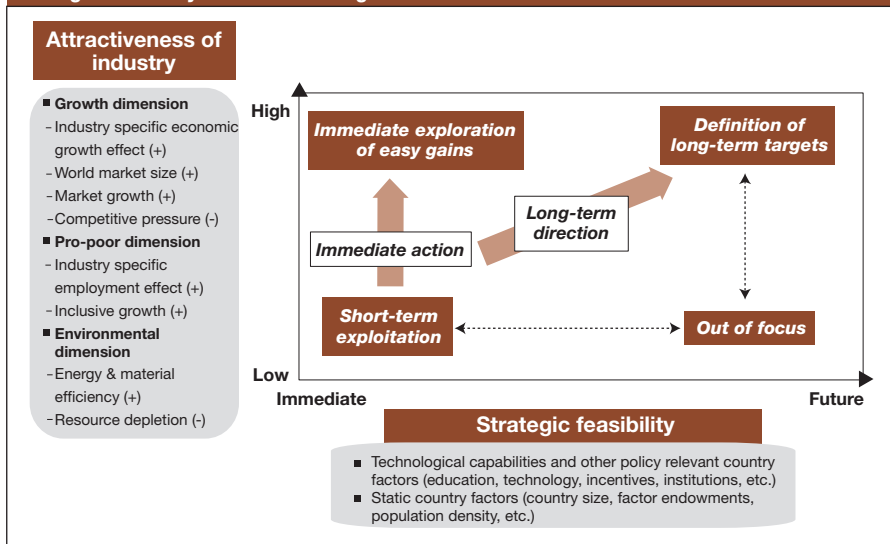 Attractiveness of
industry
■ Growth dimension
- Industry specific economic
growth effect (+)
- World market size (+)
- Market growth (+)
- Competitive pressure (-)
■ Pro-poor dimension
- Industry specific
employment effect (+)
- Inclusive growth (+)
■ Environmental
dimension
- Energy & material
efficiency (+)
- Resource depletion (-)
High
Immediate exploration
of easy gains
Definition of
long-term targets
Long-term
direction
Immediate action
Short-term
exploitation
Out of focus
Low
Immediate
Future
Strategic feasibility
■ Technological capabilities and other policy relevant country
factors (education, technology, incentives, institutions, etc.)
■ Static country factors (country size, factor endowments,
population density, etc.)